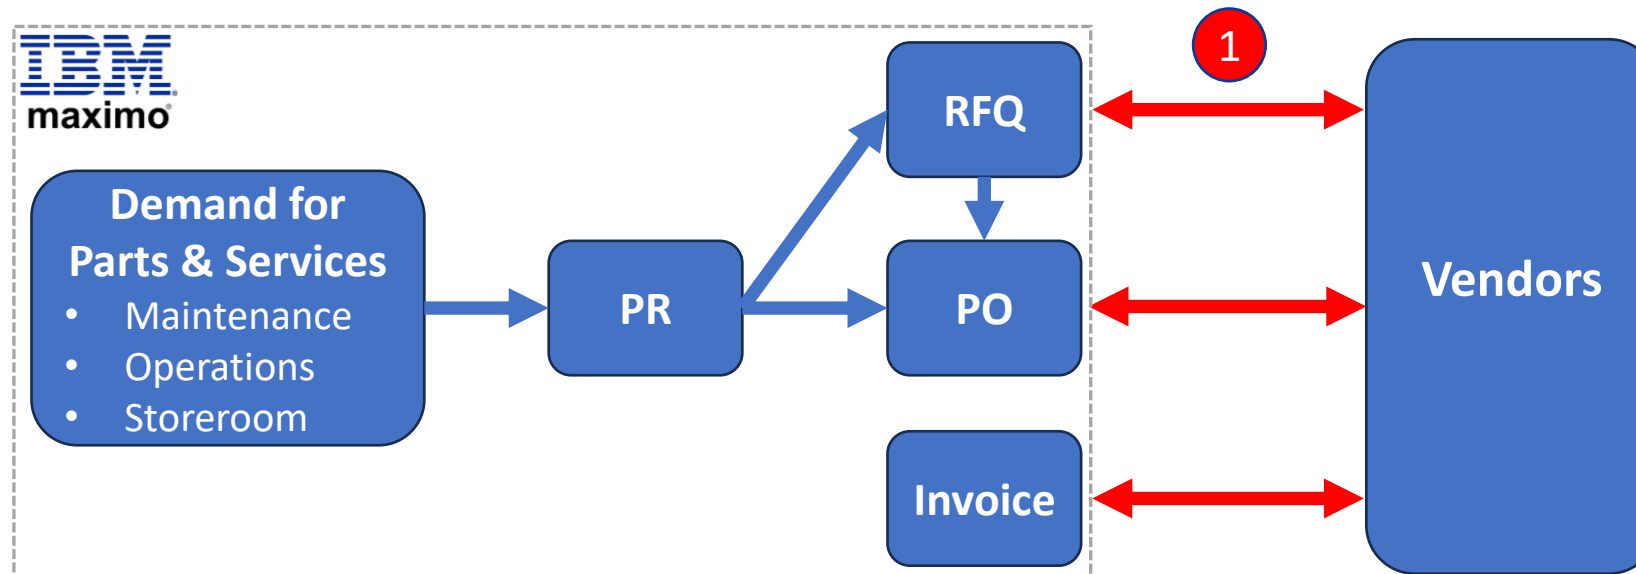 IBM
maximo
1
RFQ
Demand for
Parts & Services
• Maintenance
• Operations
• Storeroom
PR
PO
Vendors
Invoice